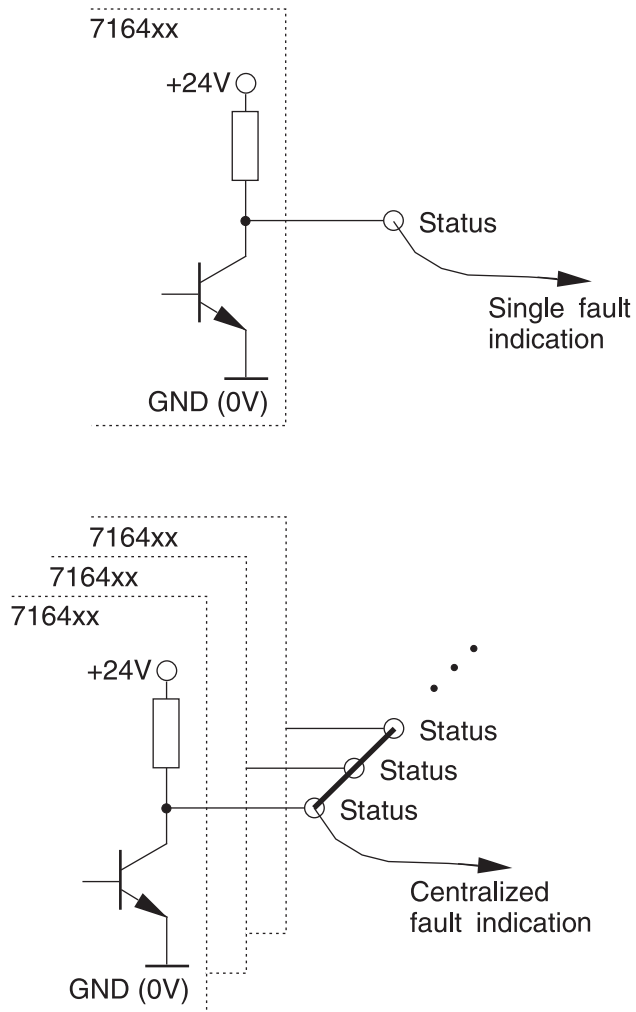 7164xx
+24V
Status
Single fault
indication
GND (0V)
7164xx
7164xx
7164xx
+24V
Status
Status
Status
Centralized
fault indication
GND (0V)